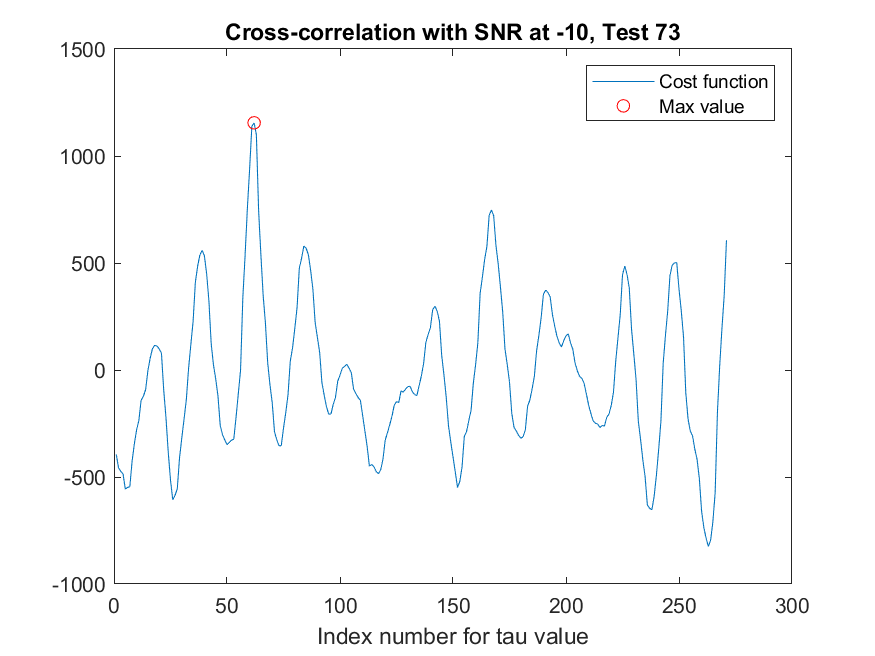 Cross-correlation with SNR at -10, Test 73
Cost function
Max value
1500
1000
500
0
-500
-1000
0 50 100 150 200 250 300
Index number for tau value